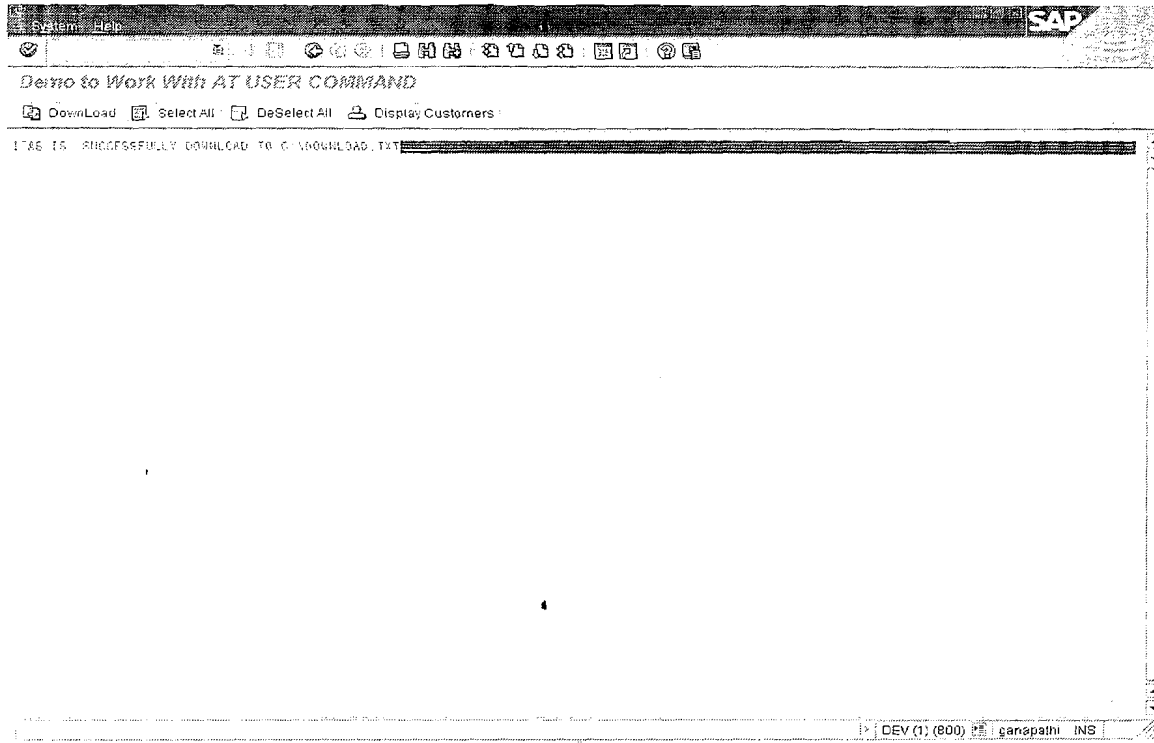 System Help
SAP
Demo to Work With AT USER COMMAND
DownLoad Select All DeSelect All Display Customers
ITAB IS SUCCESSFULLY DOWNLOAD TO C:\DOWNLOAD.TXT
DEV (1) (800) ganapathi INS